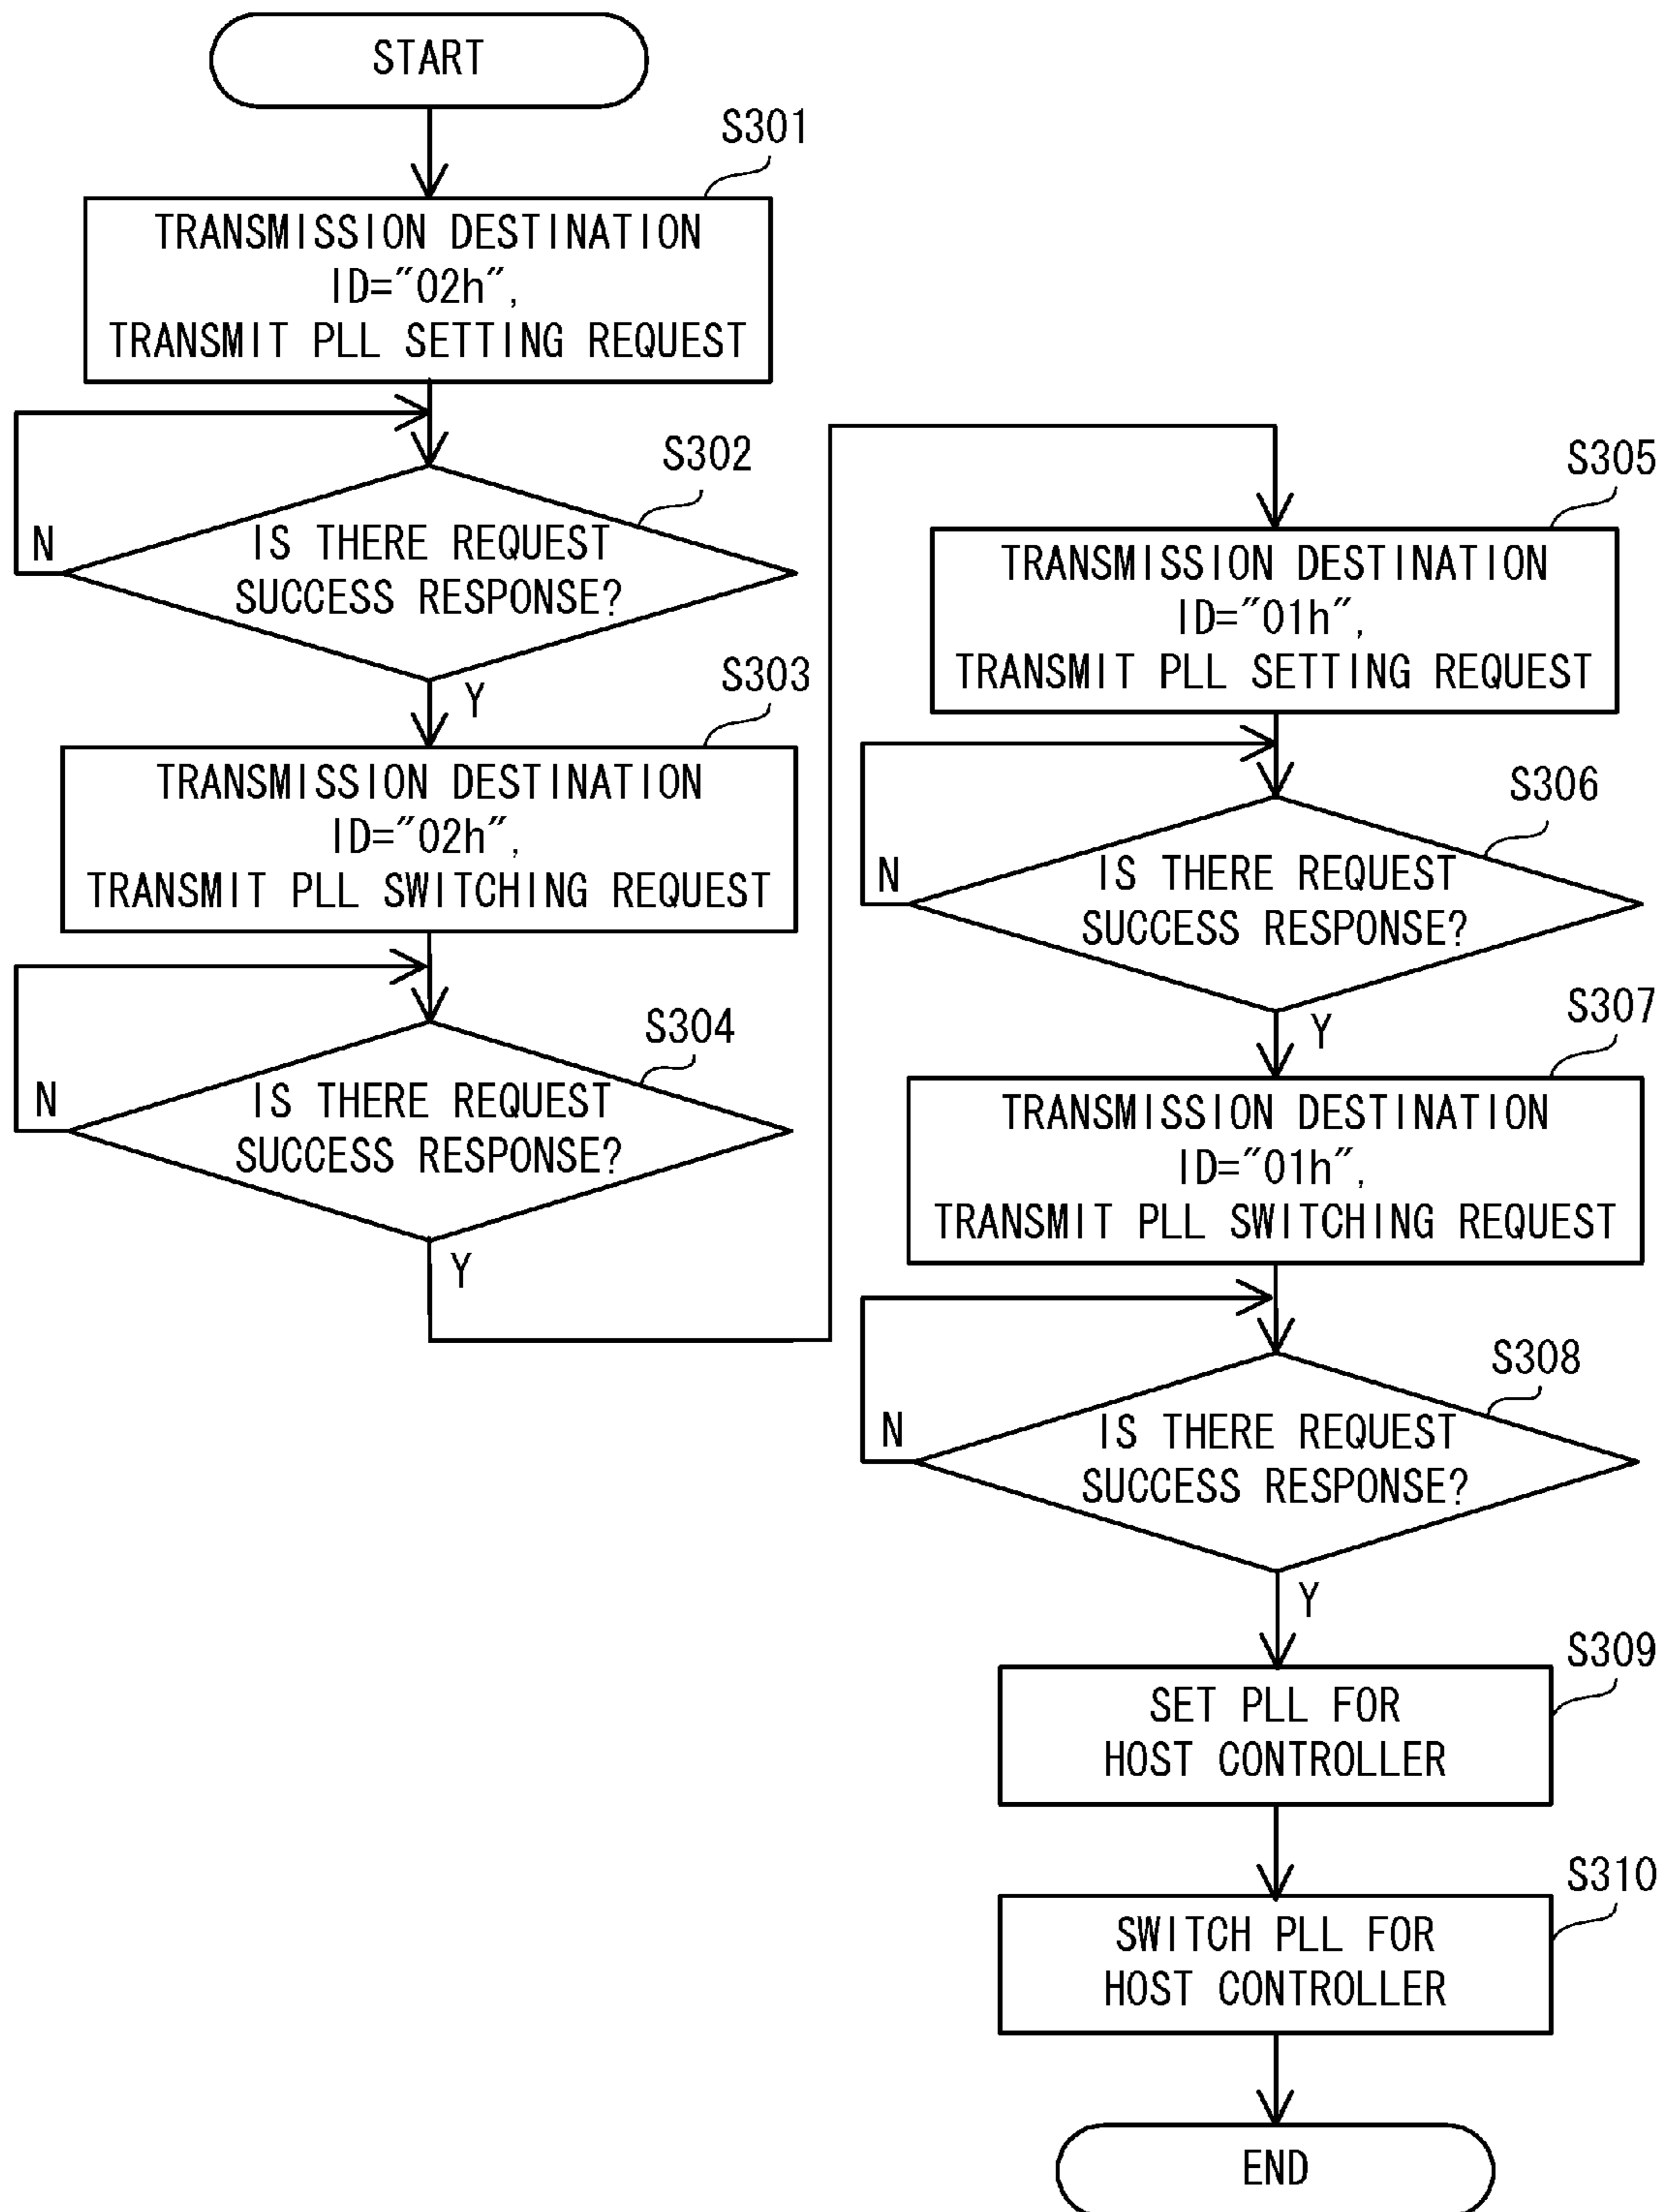 START
S301
TRANSMISSION DESTINATION
ID="02h",
TRANSMIT PLL SETTING REQUEST
S302
IS THERE REQUEST
SUCCESS RESPONSE?
N
Y
S303
TRANSMISSION DESTINATION
ID="02h",
TRANSMIT PLL SWITCHING REQUEST
S304
IS THERE REQUEST
SUCCESS RESPONSE?
N
Y
S305
TRANSMISSION DESTINATION
ID="01h",
TRANSMIT PLL SETTING REQUEST
S306
IS THERE REQUEST
SUCCESS RESPONSE?
N
Y
S307
TRANSMISSION DESTINATION
ID="01h",
TRANSMIT PLL SWITCHING REQUEST
S308
IS THERE REQUEST
SUCCESS RESPONSE?
N
Y
S309
SET PLL FOR
HOST CONTROLLER
S310
SWITCH PLL FOR
HOST CONTROLLER
END